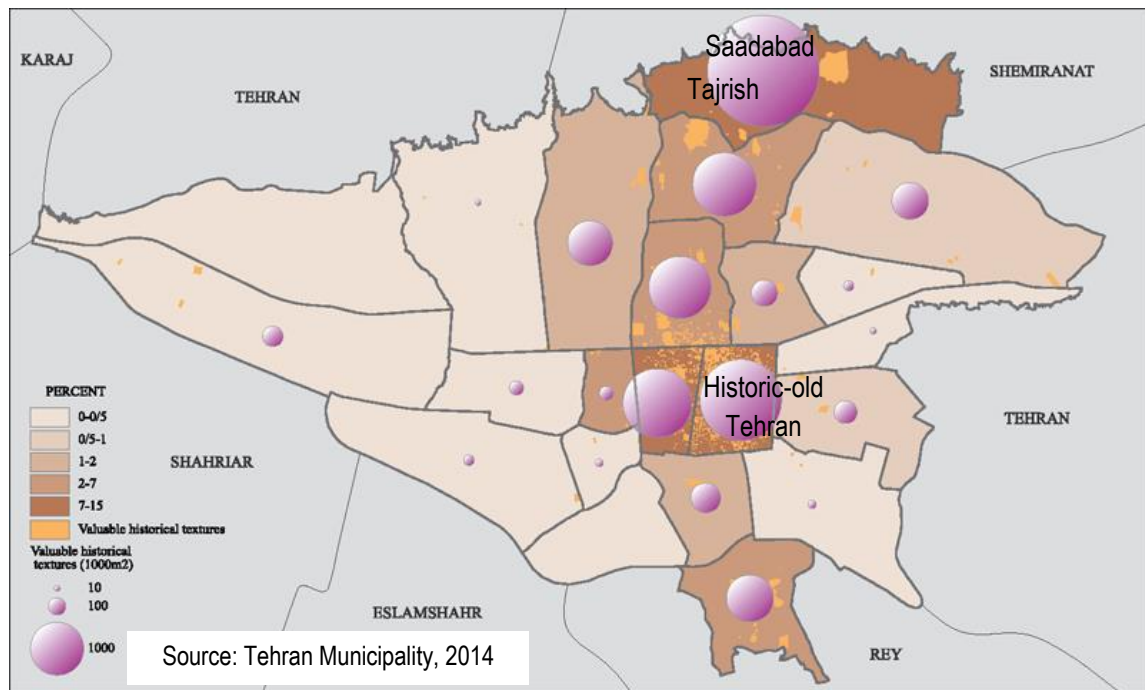 KARAJ
TEHRAN
Saadabad
Tajrish
SHEMIRANAT
Historic-old
Tehran
TEHRAN
SHAHRIAR
ESLAMSHAHR
REY
PERCENT
0-0/5
0/5-1
1-2
2-7
7-15
Valuable historical textures
Valuable historical
textures (1000m2)
10
100
1000
Source: Tehran Municipality, 2014